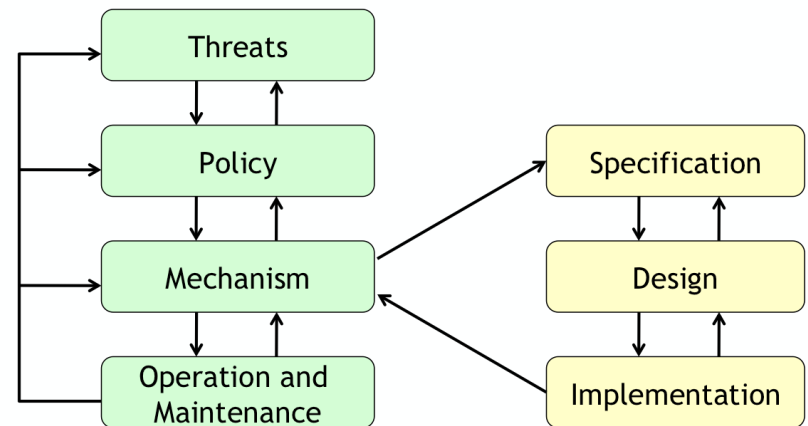 Threats
Policy
Mechanism
Operation and
Maintenance
Specification
Design
Implementation